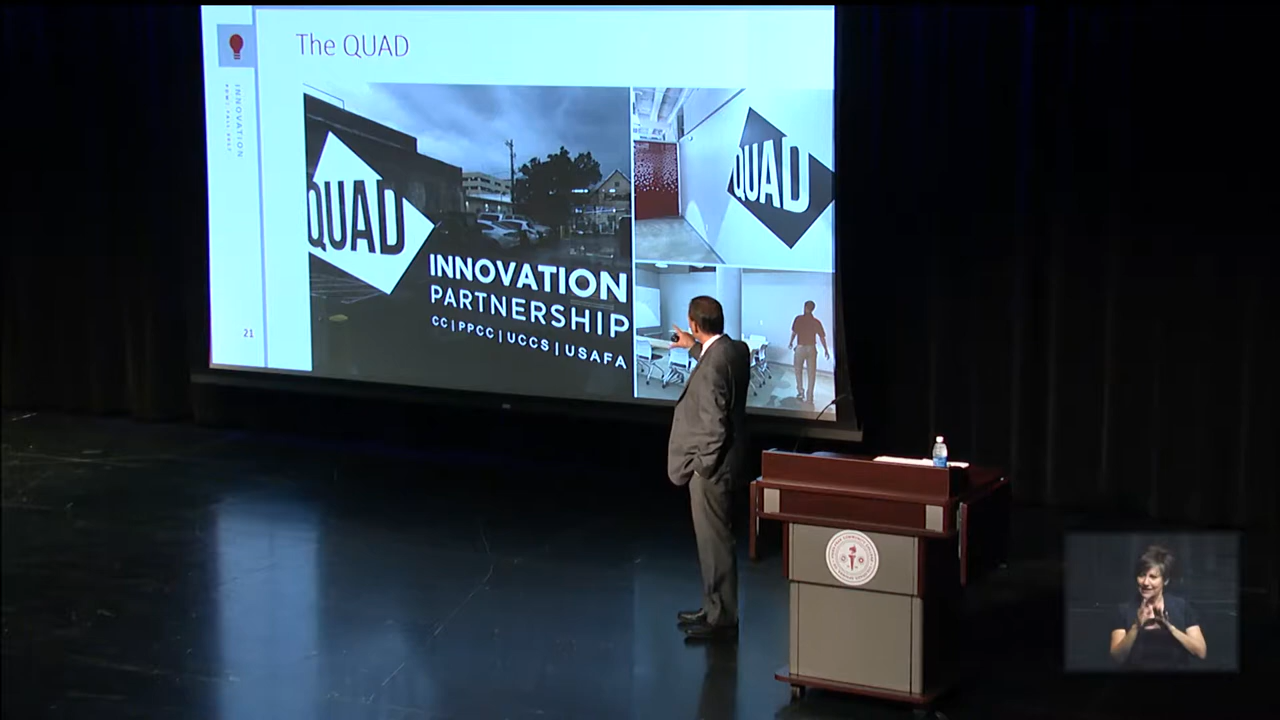 The QUAD
INNOVATION
QUAD
INNOVATION
PARTNERSHIP
CC|PPCC|UCCS|USAFA
QUAD
21